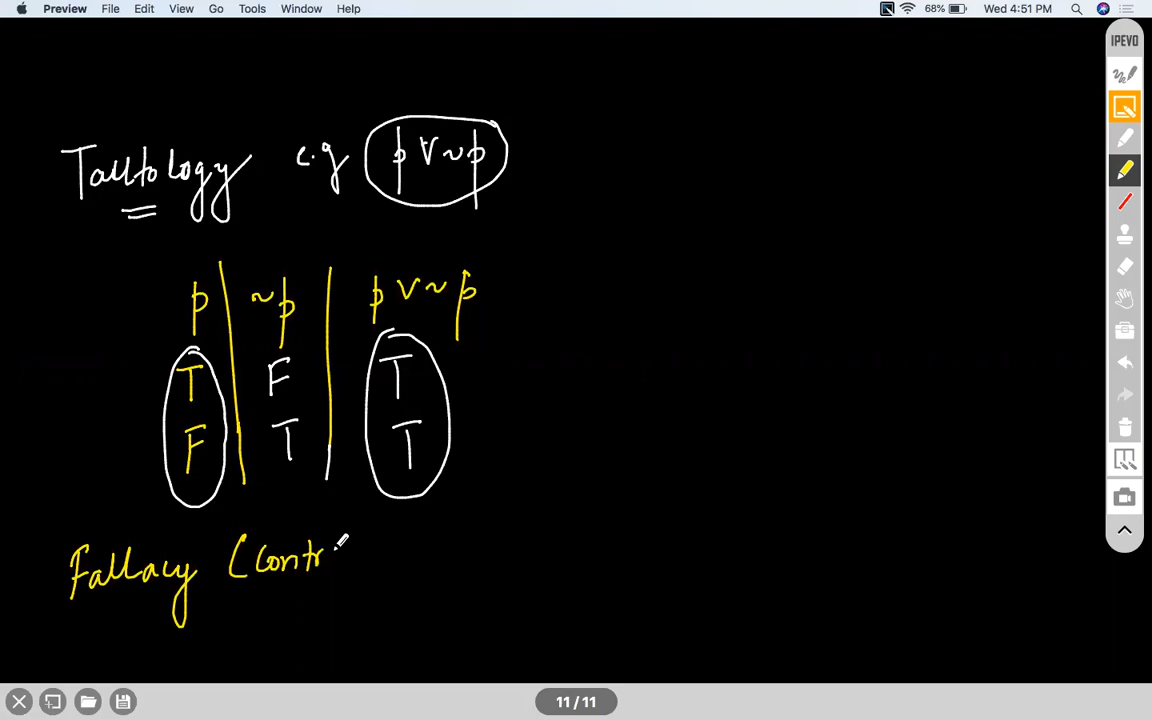 Preview File Edit View Go Tools Window Help 68% Wed 4:51 PM
IPEVO
Tautology e.g p ∨ ~p
p ~p p ∨ ~p
T F T
F T T
Fallacy (contr
11 / 11